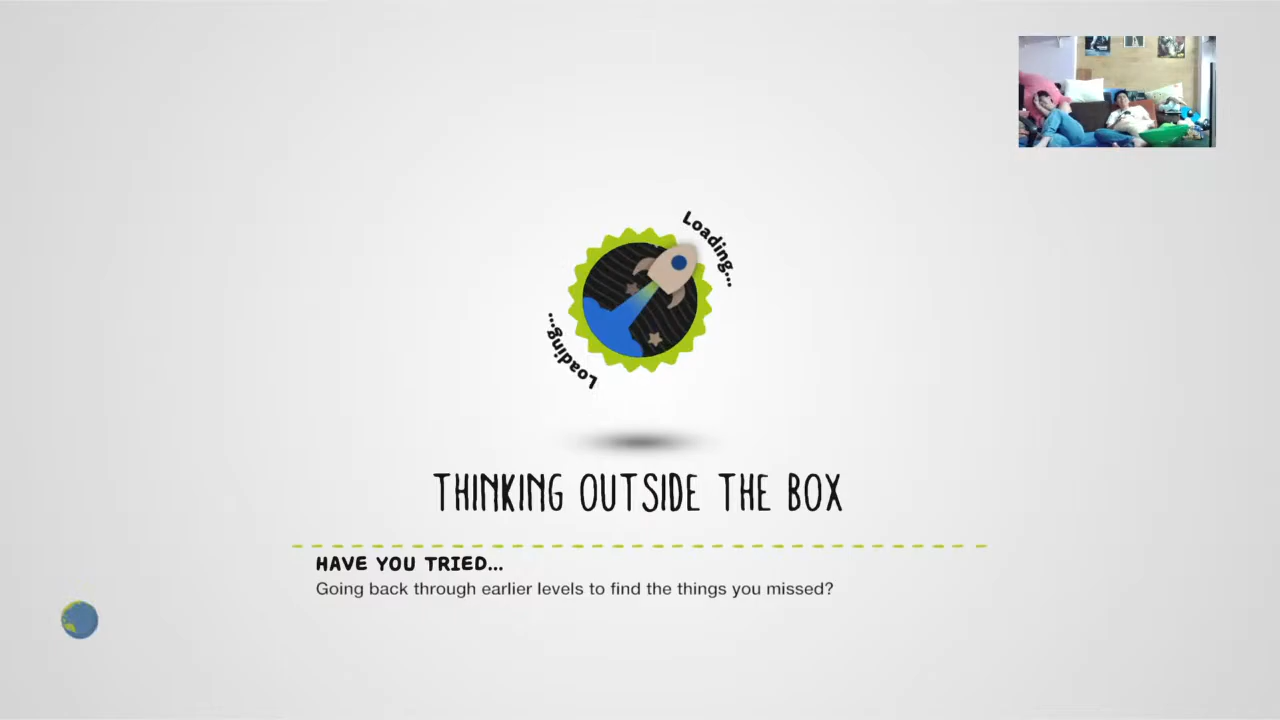 Loading...
Loading...
THINKING OUTSIDE THE BOX
HAVE YOU TRIED...
Going back through earlier levels to find the things you missed?